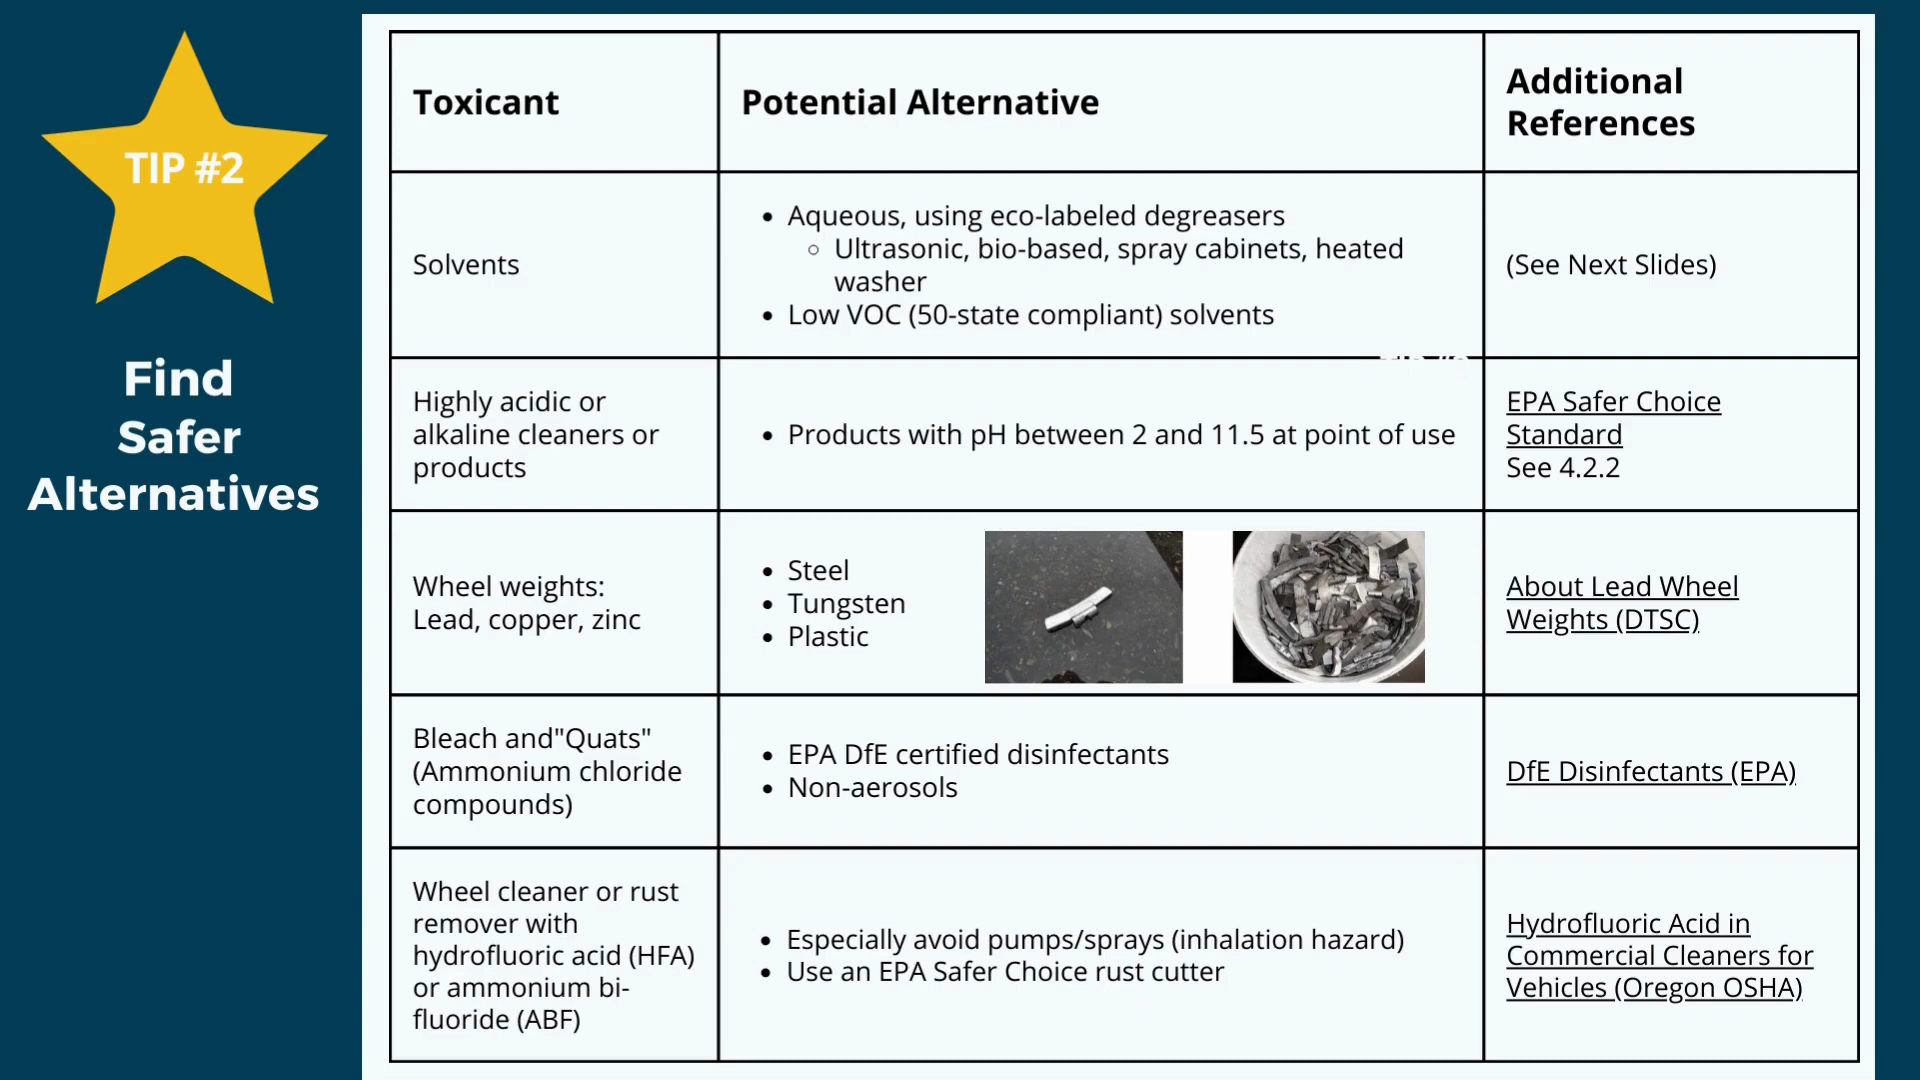 TIP #2
Find
Safer
Alternatives
Toxicant
Potential Alternative
Additional
References
Solvents
• Aqueous, using eco-labeled degreasers
○ Ultrasonic, bio-based, spray cabinets, heated
washer
• Low VOC (50-state compliant) solvents
(See Next Slides)
Highly acidic or
alkaline cleaners or
products
• Products with pH between 2 and 11.5 at point of use
EPA Safer Choice
Standard
See 4.2.2
Wheel weights:
Lead, copper, zinc
• Steel
• Tungsten
• Plastic
About Lead Wheel
Weights (DTSC)
Bleach and"Quats"
(Ammonium chloride
compounds)
• EPA DfE certified disinfectants
• Non-aerosols
DfE Disinfectants (EPA)
Wheel cleaner or rust
remover with
hydrofluoric acid (HFA)
or ammonium bi-
fluoride (ABF)
• Especially avoid pumps/sprays (inhalation hazard)
• Use an EPA Safer Choice rust cutter
Hydrofluoric Acid in
Commercial Cleaners for
Vehicles (Oregon OSHA)